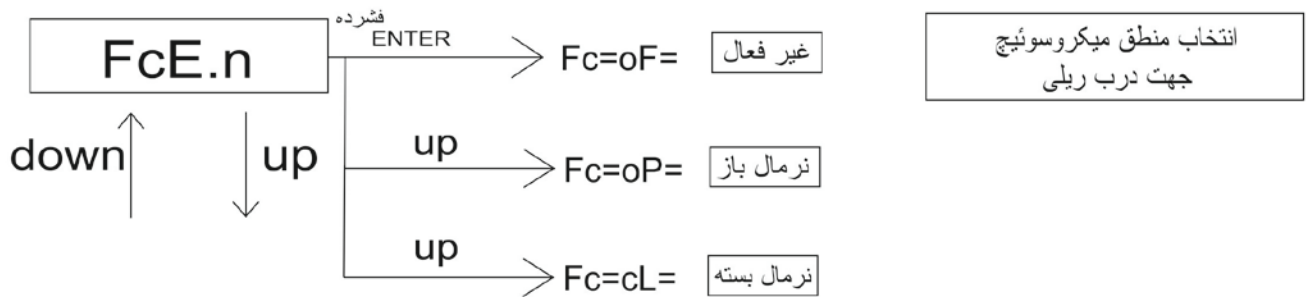 FcE.n
فشرده
ENTER
Fc=oF=
غیر فعال
انتخاب منطق میکروسوئیچ
جهت درب ریلی
down
up
up
Fc=oP=
نرمال باز
up
Fc=cL=
نرمال بسته